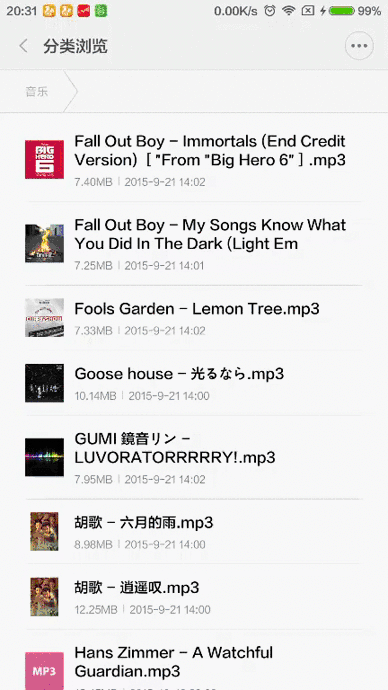 20:31 0.00K/s 99%
分类浏览
音乐
Fall Out Boy – Immortals (End Credit
Version)［"From "Big Hero 6"］.mp3
7.40MB | 2015-9-21 14:02
Fall Out Boy – My Songs Know What
You Did In The Dark (Light Em
7.25MB | 2015-9-21 14:01
Fools Garden – Lemon Tree.mp3
7.33MB | 2015-9-21 14:02
Goose house – 光るなら.mp3
10.14MB | 2015-9-21 14:00
GUMI 鏡音リン –
LUVORATORRRRRY!.mp3
7.95MB | 2015-9-21 14:02
胡歌 – 六月的雨.mp3
8.98MB | 2015-9-21 14:00
胡歌 – 逍遥叹.mp3
12.25MB | 2015-9-21 14:00
MP3
Hans Zimmer – A Watchful
Guardian.mp3